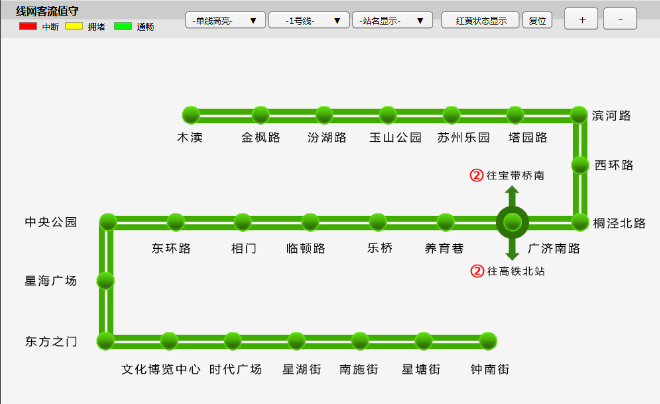 线网客流值守
中断 拥堵 通畅
-单线高亮- ▼ -1号线- ▼ -站名显示- ▼ 红黄状态显示 复位 + -
木渎 金枫路 汾湖路 玉山公园 苏州乐园 塔园路 滨河路
西环路
②往宝带桥南
中央公园 桐泾北路
东环路 相门 临顿路 乐桥 养育巷 广济南路
②往高铁北站
星海广场
东方之门
文化博览中心 时代广场 星湖街 南施街 星塘街 钟南街